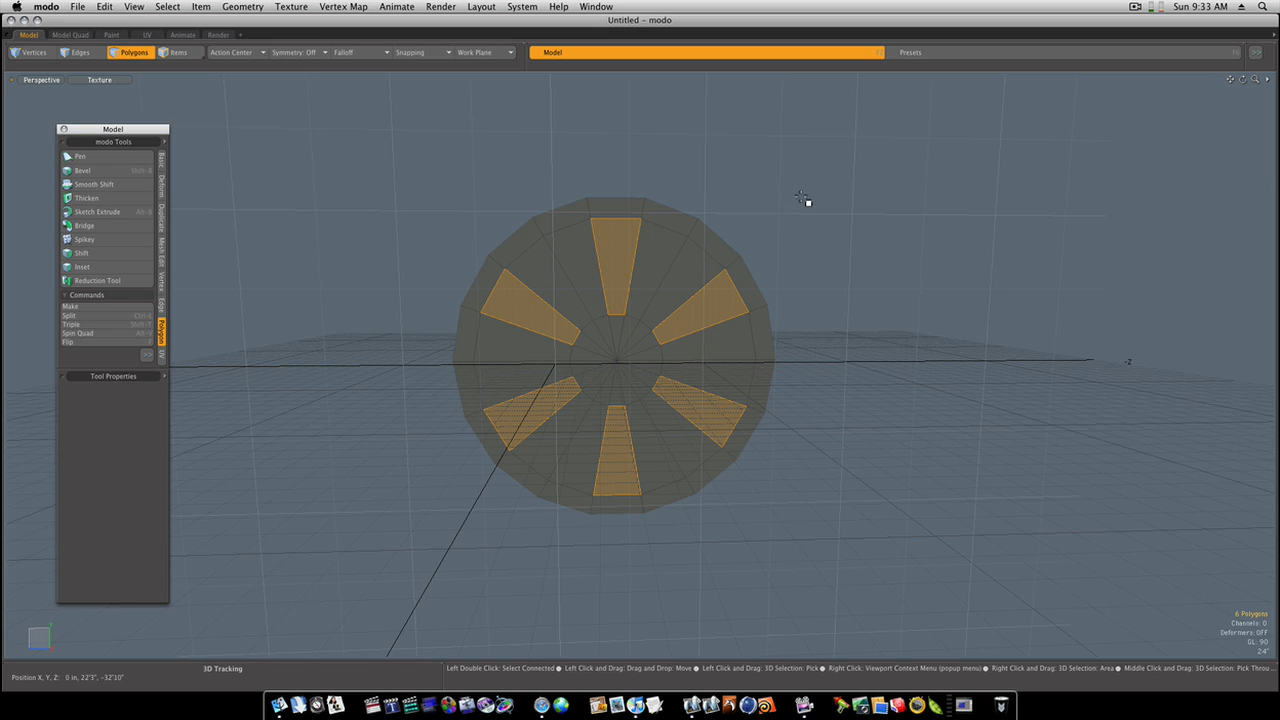 modo File Edit View Select Item Geometry Texture Vertex Map Animate Render Layout System Help Window Sun 9:33 AM
Untitled - modo
Model Model Quad Paint UV Animate Render +
Vertices Edges Polygons Items Action Center Symmetry: Off Falloff Snapping Work Plane Model Presets >>
Perspective Texture
Model
modo Tools
Pen
Bevel Shift-B
Smooth Shift
Thicken
Sketch Extrude Alt-B
Bridge
Spikey
Shift
Inset
Reduction Tool
Commands
Make
Split Ctrl-L
Triple Shift-T
Spin Quad Alt-V
Flip F
>>
Basic
Deform
Duplicate
Mesh Edit
Vertex
Edge
Polygon
UV
Tool Properties
-Z
6 Polygons
Channels: 0
Deformers: OFF
GL: 90
24"
3D Tracking
Left Double Click: Select Connected ● Left Click and Drag: Drag and Drop: Move ● Left Click and Drag: 3D Selection: Pick ● Right Click: Viewport Context Menu (popup menu) ● Right Click and Drag: 3D Selection: Area ● Middle Click and Drag: 3D Selection: Pick Throu ...
Position X, Y, Z: 0 in, 22'3", -32'10"